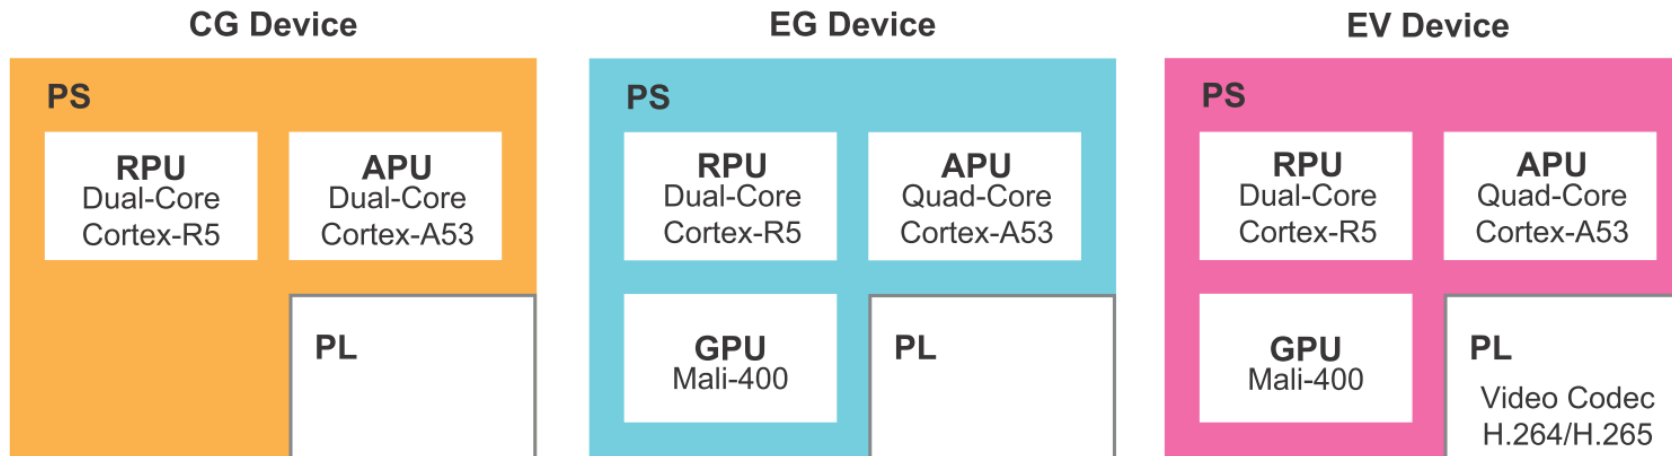 CG Device
PS
RPU
Dual-Core
Cortex-R5
APU
Dual-Core
Cortex-A53
PL
EG Device
PS
RPU
Dual-Core
Cortex-R5
APU
Quad-Core
Cortex-A53
GPU
Mali-400
PL
EV Device
PS
RPU
Dual-Core
Cortex-R5
APU
Quad-Core
Cortex-A53
GPU
Mali-400
PL
Video Codec
H.264/H.265